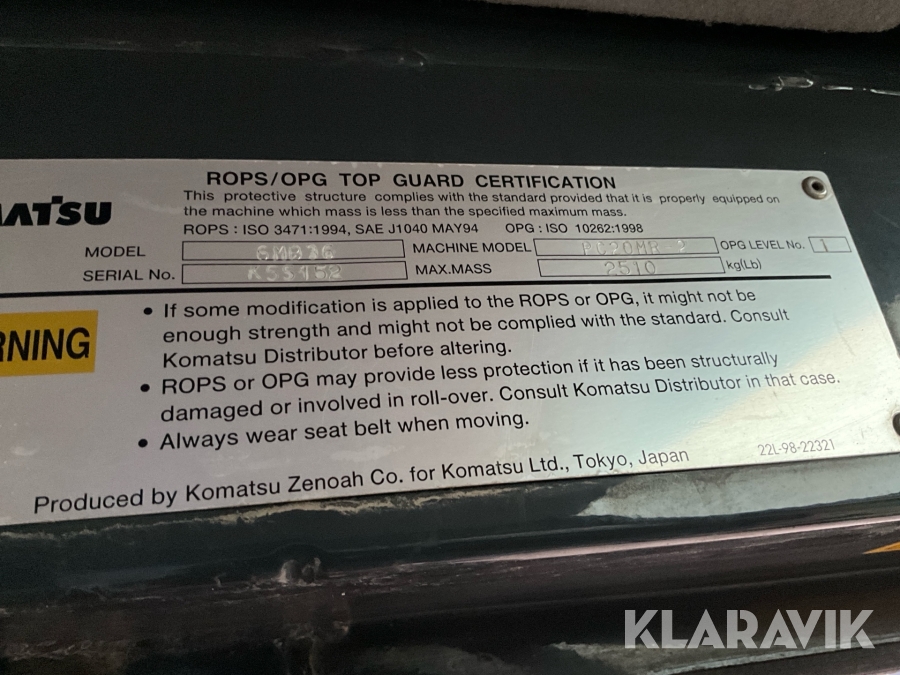 ROPS/OPG TOP GUARD CERTIFICATION
MATSU
This protective structure complies with the standard provided that it is properly equipped on
the machine which mass is less than the specified maximum mass.
ROPS : ISO 3471:1994, SAE J1040 MAY94 OPG : ISO 10262:1998
MODEL MACHINE MODEL PC20MR-2 OPG LEVEL No. 1
SERIAL No. MAX.MASS 2510 kg(Lb)
RNING
• If some modification is applied to the ROPS or OPG, it might not be
enough strength and might not be complied with the standard. Consult
Komatsu Distributor before altering.
• ROPS or OPG may provide less protection if it has been structurally
damaged or involved in roll-over. Consult Komatsu Distributor in that case.
• Always wear seat belt when moving.
22L-98-22321
Produced by Komatsu Zenoah Co. for Komatsu Ltd., Tokyo, Japan
KLARAVIK